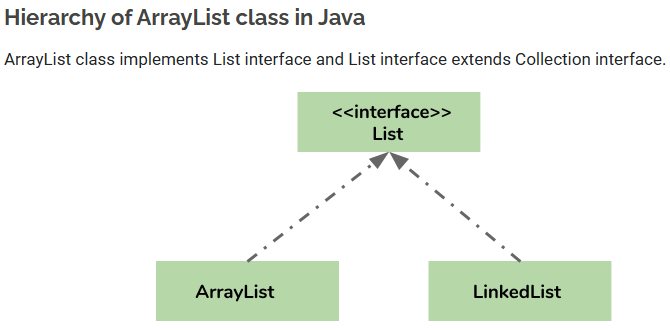 Hierarchy of ArrayList class in Java
ArrayList class implements List interface and List interface extends Collection interface.
<<interface>>
List
ArrayList
LinkedList